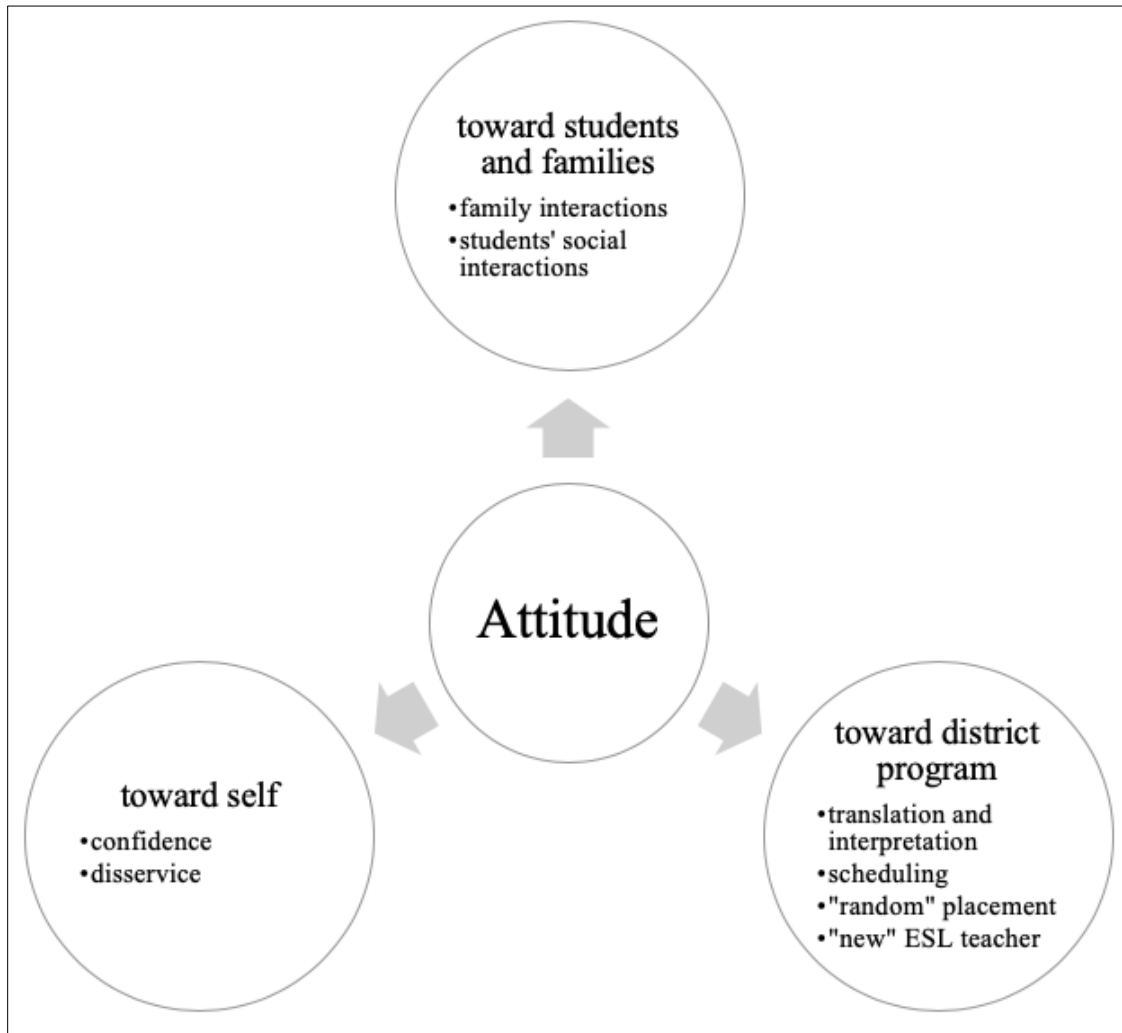 toward students
and families
•family interactions
•students' social
interactions
Attitude
toward self
•confidence
•disservice
toward district
program
•translation and
interpretation
•scheduling
•"random" placement
•"new" ESL teacher